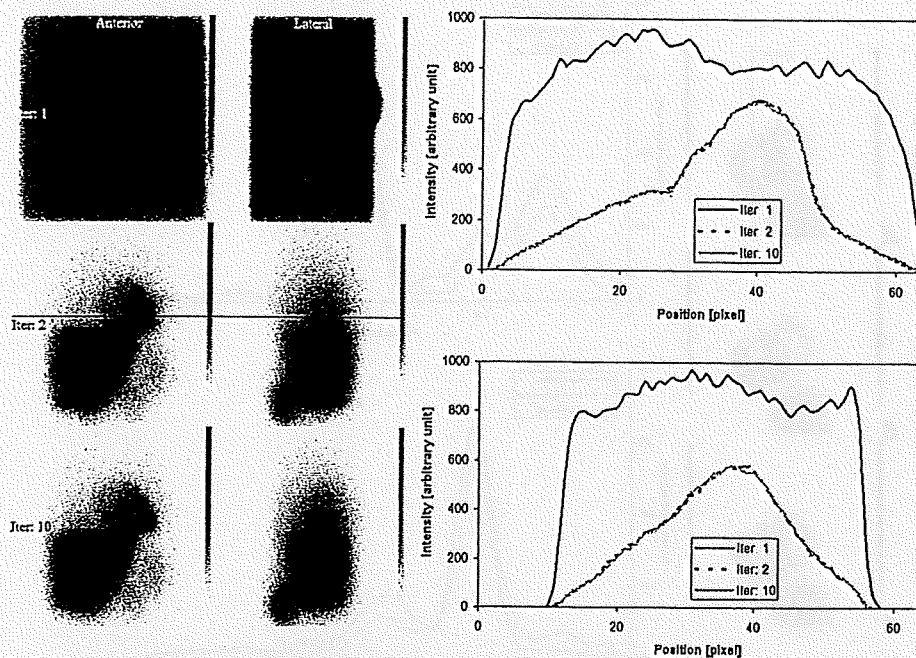 Anterior
Lateral
Iter: 1
Iter: 2
Iter: 10
Intensity [arbitrary unit]
1000
800
600
400
200
0
Iter. 1
Iter 2
Iter: 10
0
20
40
60
Position [pixel]
Intensity [arbitrary unit]
1000
800
600
400
200
0
Iter. 1
Iter: 2
Iter: 10
0
20
40
60
Position [pixel]